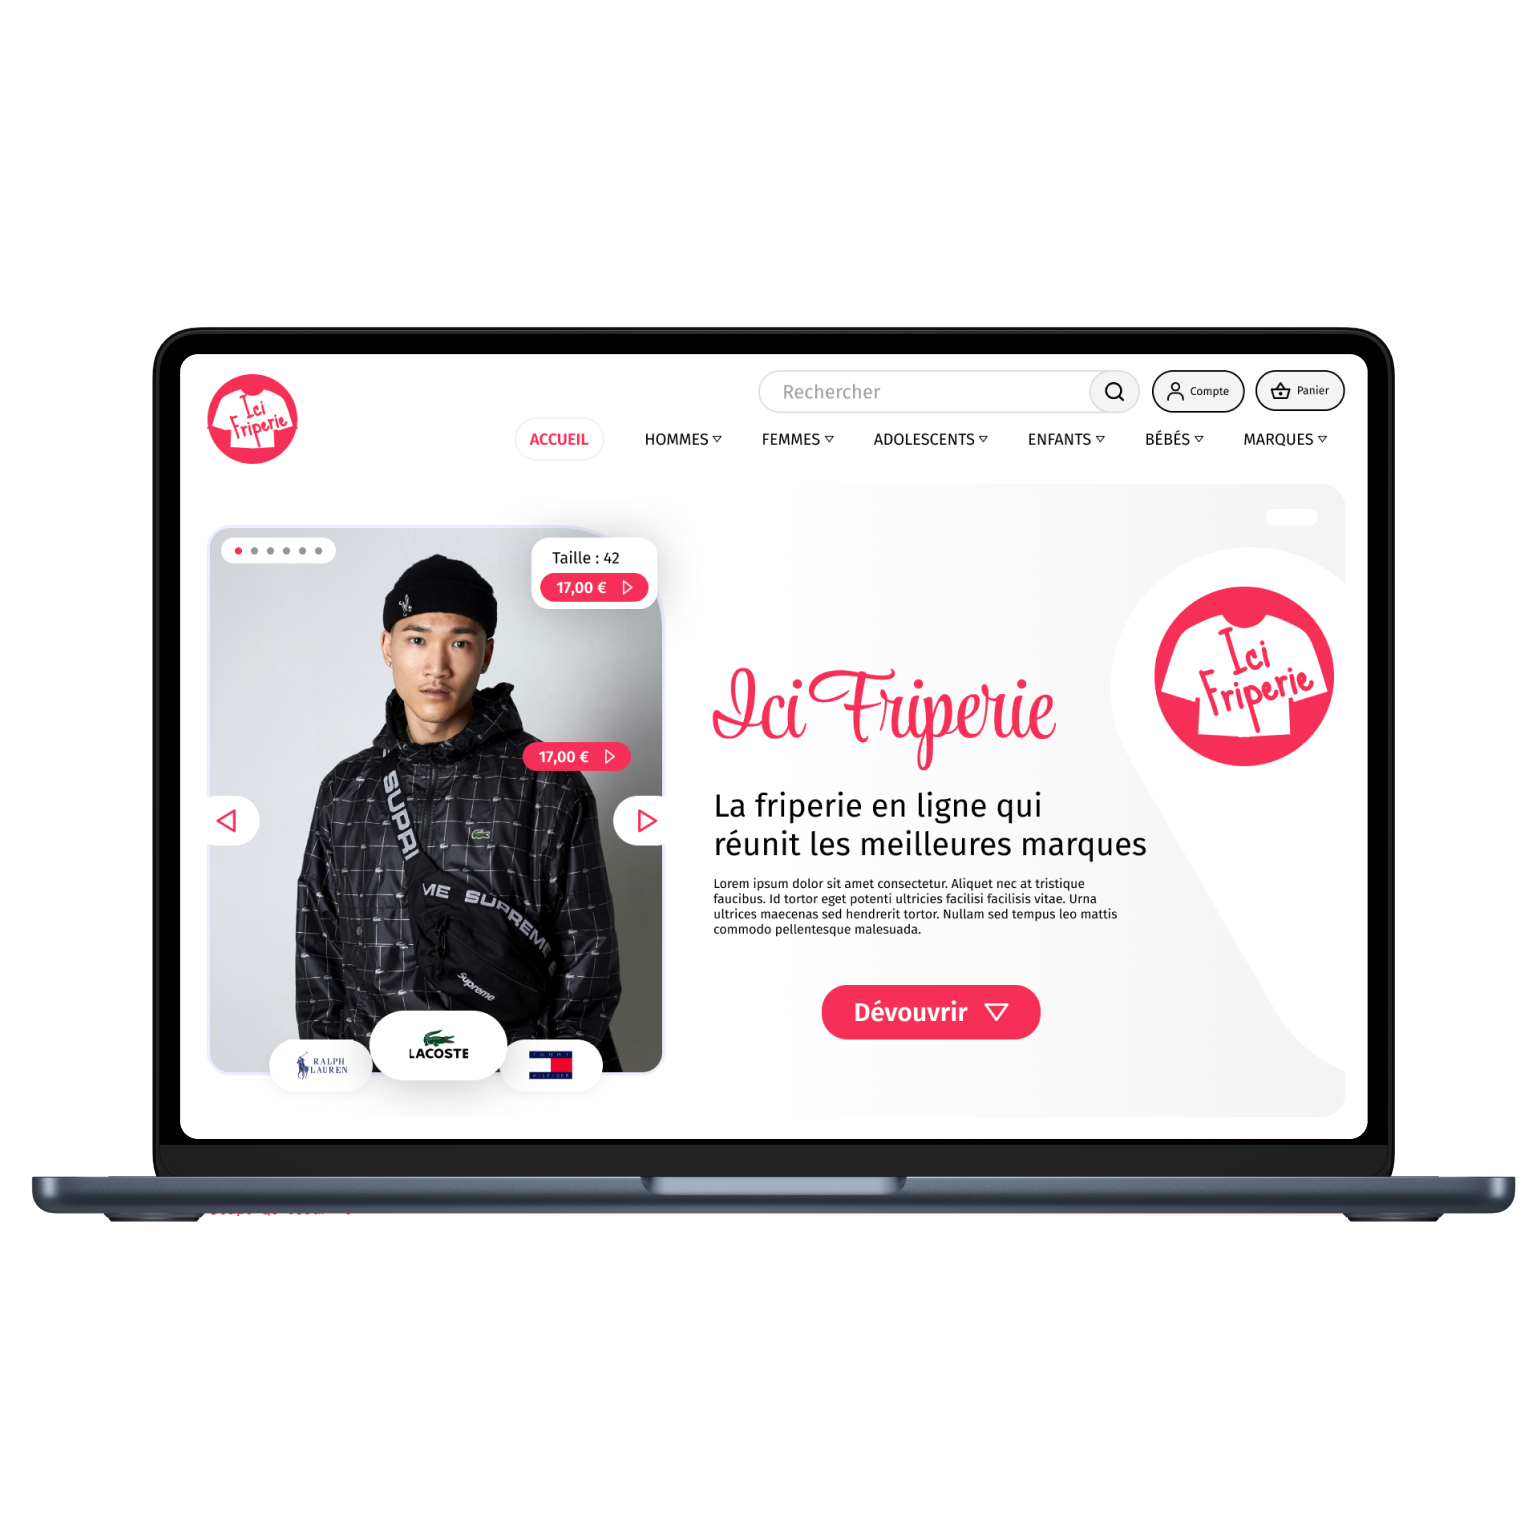 Ici
Friperie
Rechercher
Compte
Panier
ACCUEIL
HOMMES
FEMMES
ADOLESCENTS
ENFANTS
BÉBÉS
MARQUES
Taille : 42
17,00 €
17,00 €
SUPRI
ME SUPREME
Supreme
RALPH
LAUREN
LACOSTE
TOMMY
HILFIGER
Ici Friperie
La friperie en ligne qui
réunit les meilleures marques
Lorem ipsum dolor sit amet consectetur. Aliquet nec at tristique
faucibus. Id tortor eget potenti ultricies facilisi facilisis vitae. Urna
ultrices maecenas sed hendrerit tortor. Nullam sed tempus leo mattis
commodo pellentesque malesuada.
Dévouvrir
Ici
Friperie